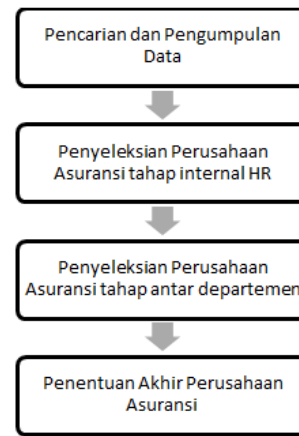 Pencarian dan Pengumpulan
Data
Penyeleksian Perusahaan
Asuransi tahap internal HR
Penyeleksian Perusahaan
Asuransi tahap antar departemen
Penentuan Akhir Perusahaan
Asuransi